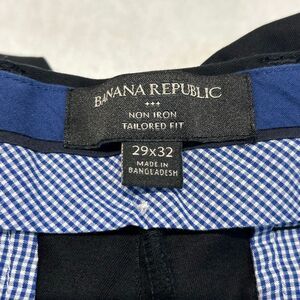 BANANA REPUBLIC
+++
NON IRON
TAILORED FIT
29x32
MADE IN
BANGLADESH